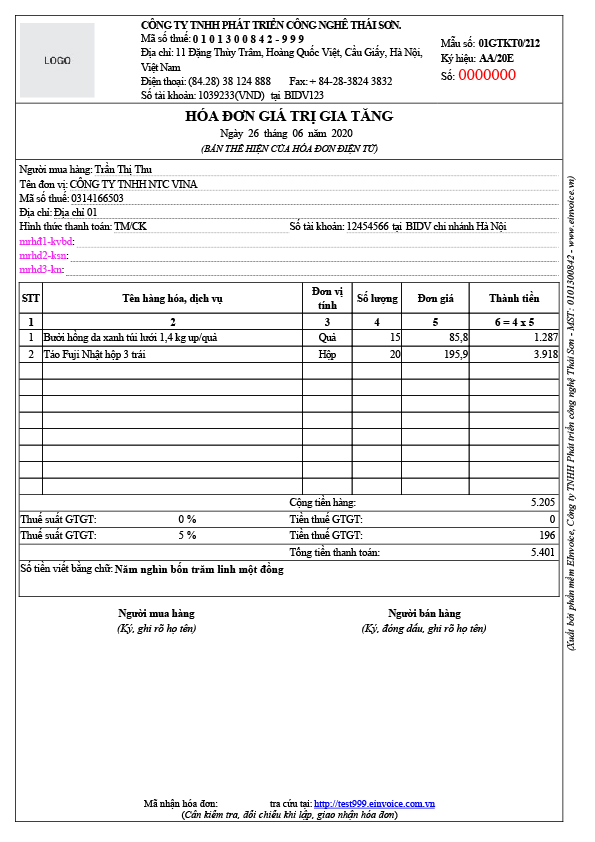 LOGO
CÔNG TY TNHH PHÁT TRIỂN CÔNG NGHỆ THÁI SƠN.
Mã số thuế: 0 1 0 1 3 0 0 8 4 2 - 9 9 9
Địa chỉ: 11 Đặng Thùy Trâm, Hoàng Quốc Việt, Cầu Giấy, Hà Nội,
Việt Nam
Điện thoại: (84.28) 38 124 888 Fax: + 84-28-3824 3832
Số tài khoản: 1039233(VND) tại BIDV123
Mẫu số: 01GTKT0/212
Ký hiệu: AA/20E
Số: 0000000
HÓA ĐƠN GIÁ TRỊ GIA TĂNG
Ngày 26 tháng 06 năm 2020
(BẢN THỂ HIỆN CỦA HÓA ĐƠN ĐIỆN TỬ)
Người mua hàng: Trần Thị Thu
Tên đơn vị: CÔNG TY TNHH NTC VINA
Mã số thuế: 0314166503
Địa chỉ: Địa chỉ 01
Hình thức thanh toán: TM/CK Số tài khoản: 12454566 tại BIDV chi nhánh Hà Nội
mrhđ1-kvbd:
mrhd2-ksn:
mrhd3-kn:
STT Tên hàng hóa, dịch vụ Đơn vị tính Số lượng Đơn giá Thành tiền
1 2 3 4 5 6 = 4 x 5
1 Bưởi hồng da xanh túi lưới 1,4 kg up/quả Quả 15 85,8 1.287
2 Táo Fuji Nhật hộp 3 trái Hộp 20 195,9 3.918
Cộng tiền hàng: 5.205
Thuế suất GTGT: 0 % Tiền thuế GTGT: 0
Thuế suất GTGT: 5 % Tiền thuế GTGT: 196
Tổng tiền thanh toán: 5.401
Số tiền viết bằng chữ: Năm nghìn bốn trăm linh một đồng
Người mua hàng Người bán hàng
(Ký, ghi rõ họ tên) (Ký, đóng dấu, ghi rõ họ tên)
Mã nhận hóa đơn: tra cứu tại: http://test999.einvoice.com.vn
(Cần kiểm tra, đối chiếu khi lập, giao nhận hóa đơn)
(Xuất bởi phần mềm EInvoice, Công ty TNHH Phát triển công nghệ Thái Sơn - MST: 0101300842 - www.einvoice.vn)